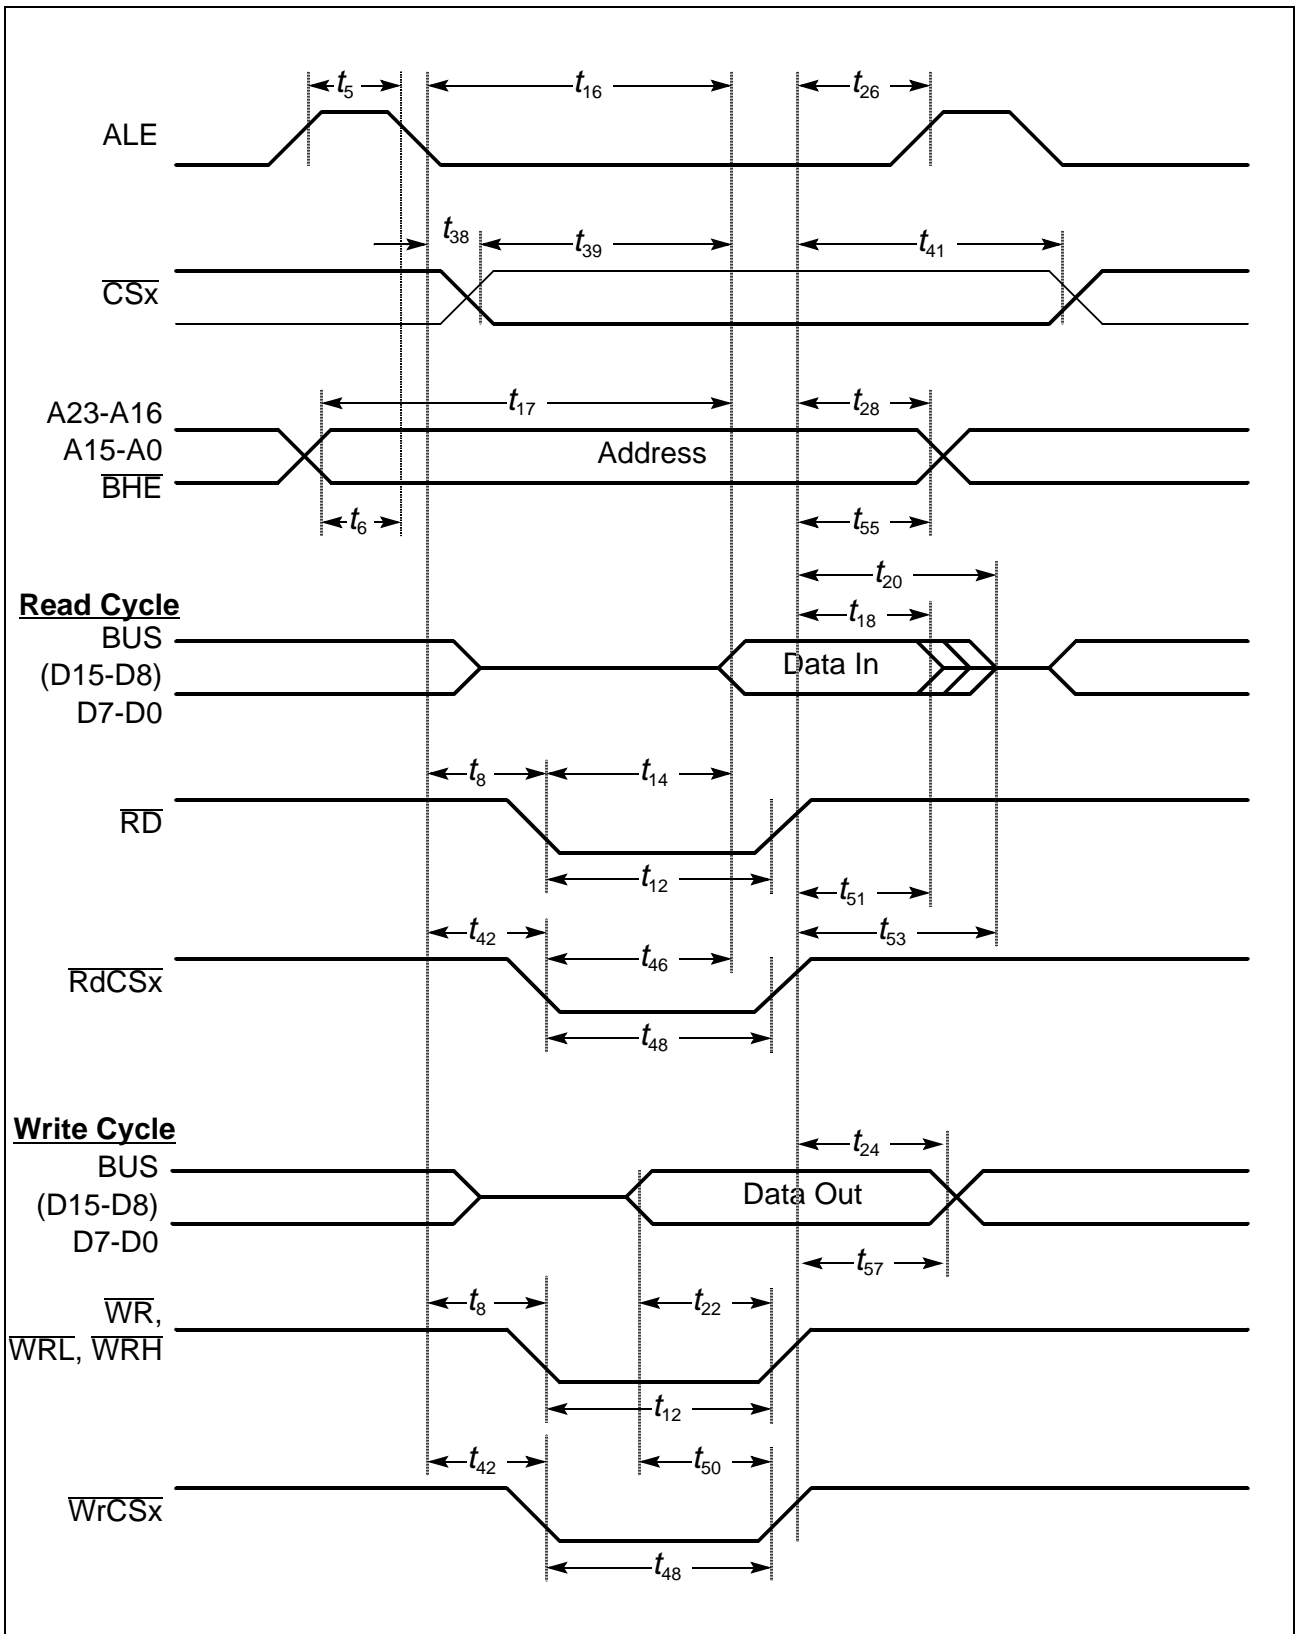 t5 t16 t26
ALE
t38 t39 t41
CSx
t17 t28
A23-A16
A15-A0
BHE
Address
t6 t55
t20
Read Cycle
t18
BUS
(D15-D8)
D7-D0
Data In
t8 t14
RD
t12 t51
t42 t53
t46
RdCSx
t48
Write Cycle
t24
BUS
(D15-D8)
D7-D0
Data Out
t57
t8 t22
WR,
WRL, WRH
t12
t42 t50
WrCSx
t48